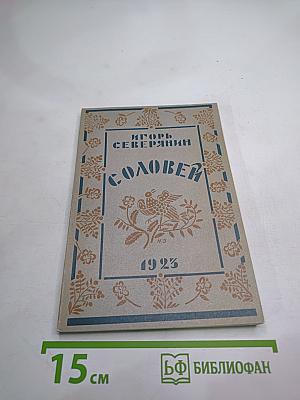 ИГОРЬ
СЕВЕРЯНИН
СОЛОВЕЙ
1923
15 см
БФ БИБЛИОФАН